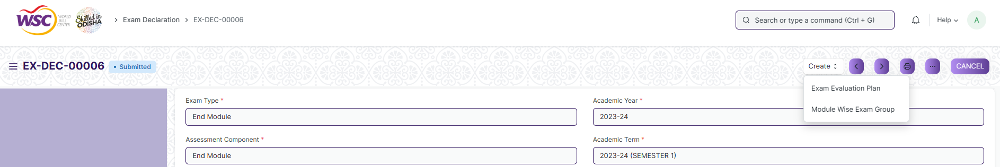 WSC WORLD SKILL CENTER
Skilled in ODISHA
Exam Declaration
EX-DEC-00006
Search or type a command (Ctrl + G)
Help
A
EX-DEC-00006
• Submitted
Create
CANCEL
Exam Evaluation Plan
Module Wise Exam Group
Exam Type *
Academic Year *
End Module
2023-24
Assessment Component *
Academic Term *
End Module
2023-24 (SEMESTER 1)